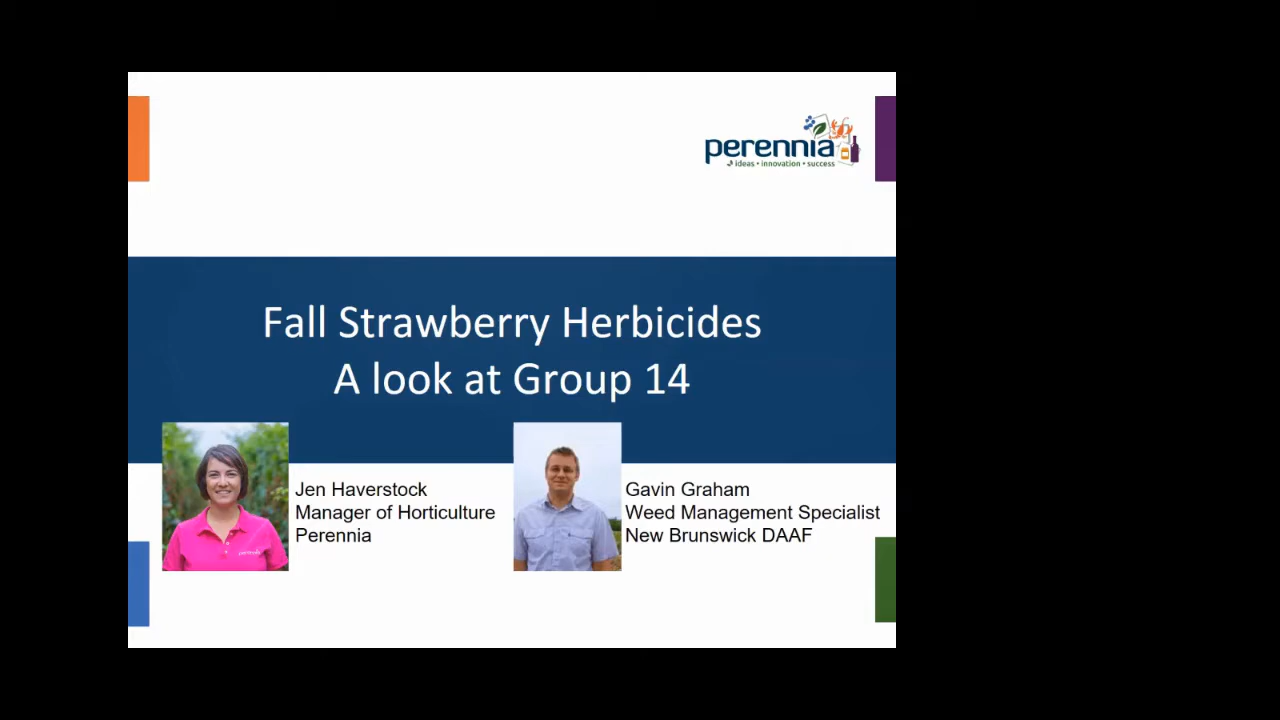 perennia
ideas • innovation • success
Fall Strawberry Herbicides
A look at Group 14
Jen Haverstock
Manager of Horticulture
Perennia
Gavin Graham
Weed Management Specialist
New Brunswick DAAF